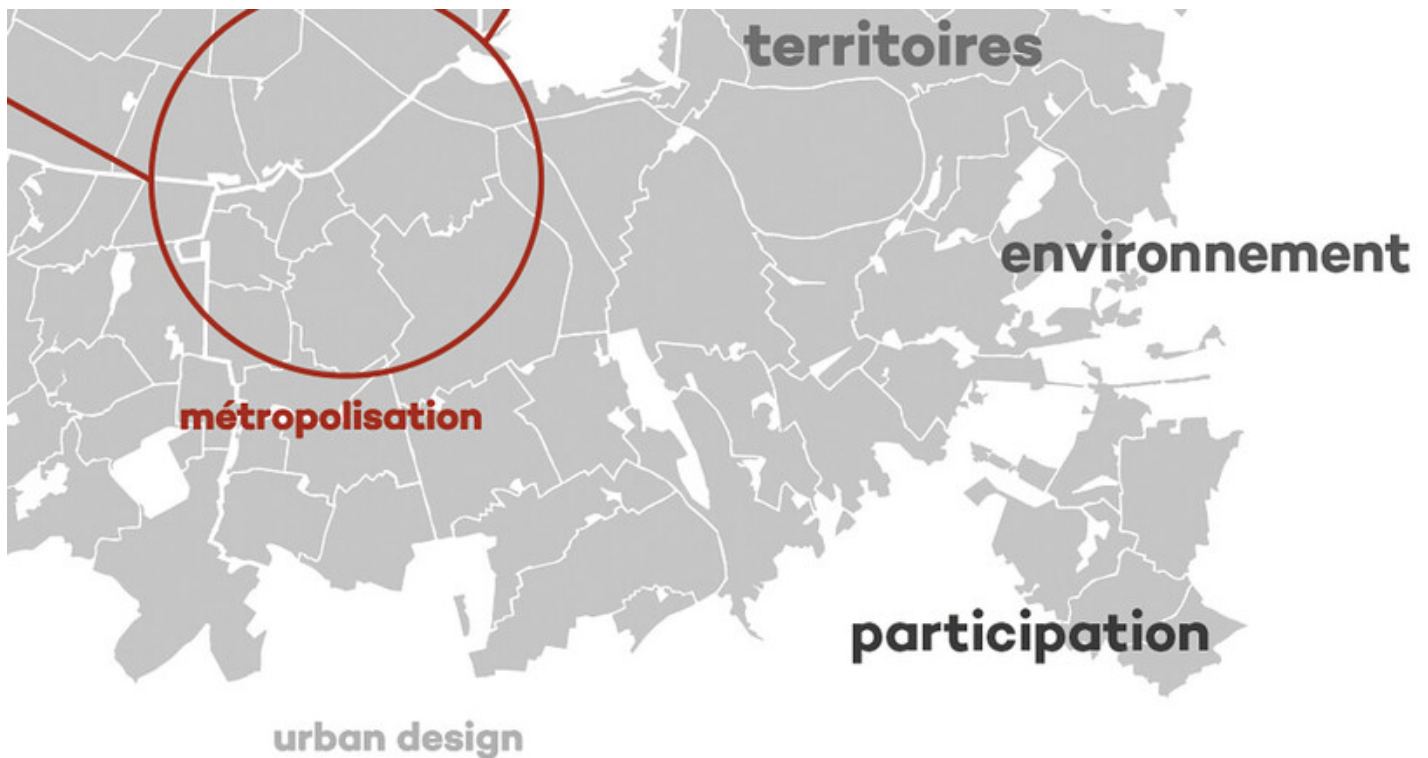 territoires
environnement
métropolisation
participation
urban design